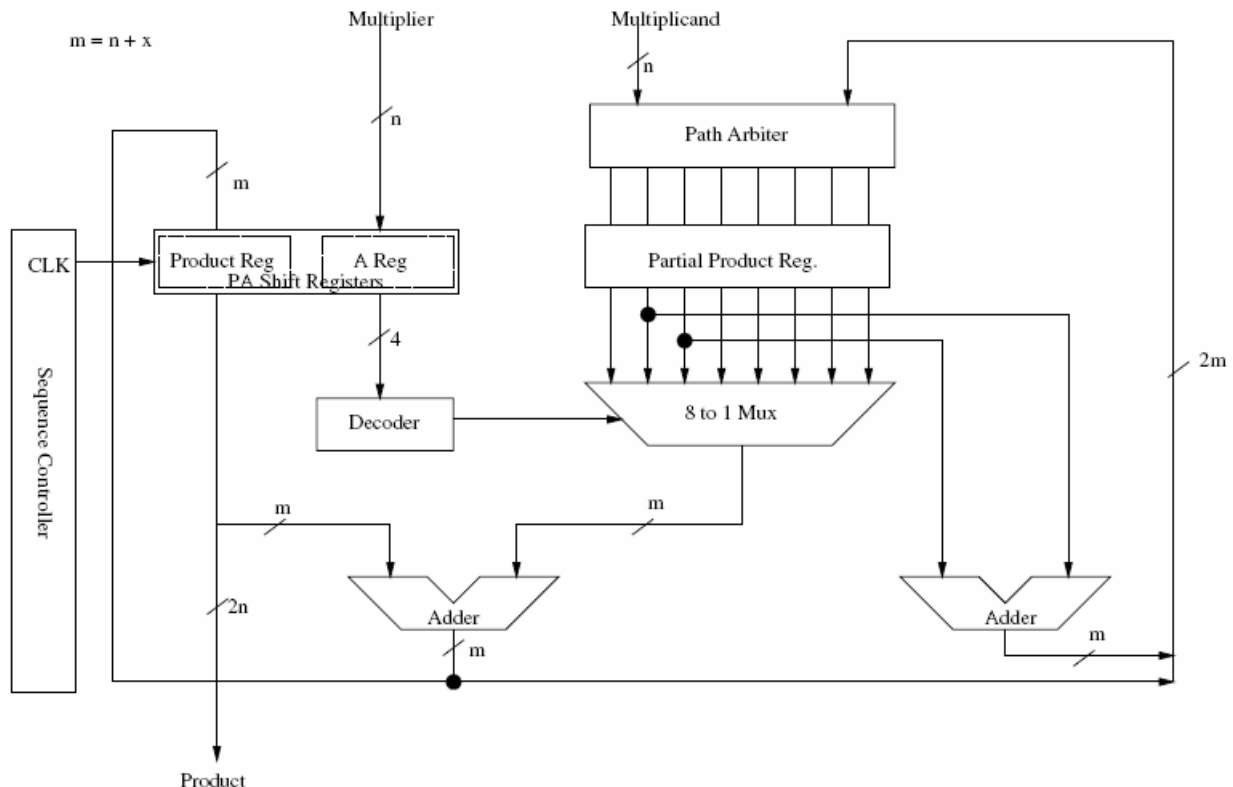 Multiplier
Multiplicand
m = n + x
n
n
Path Arbiter
m
CLK
Product Reg
A Reg
PA Shift Registers
Partial Product Reg.
4
2m
Sequence Controller
Decoder
8 to 1 Mux
m
m
2n
Adder
Adder
m
m
Product